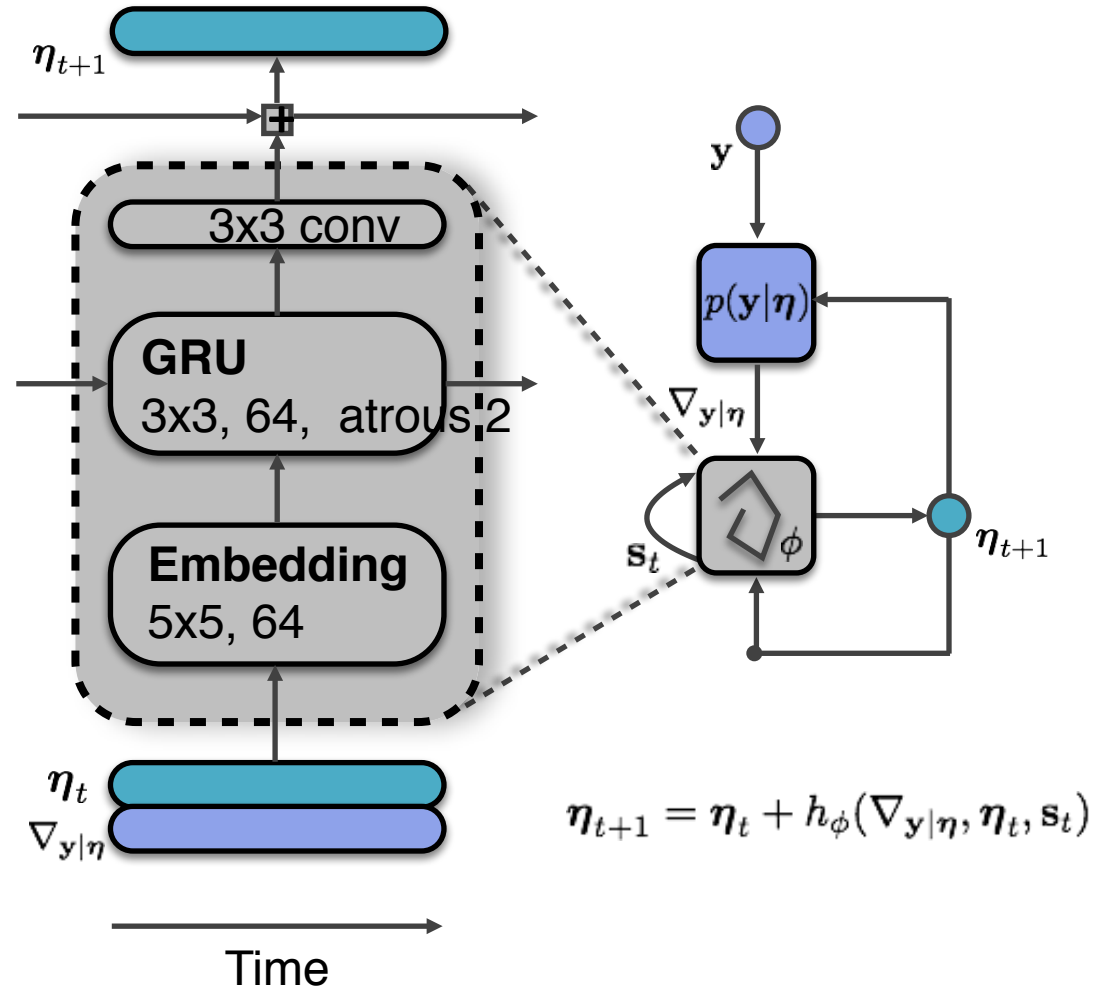 η_{t+1}
+
3x3 conv
GRU
3x3, 64, atrous 2
Embedding
5x5, 64
η_t
∇_{y|η}
Time
y
p(y|η)
∇_{y|η}
s_t
ϕ
η_{t+1}
η_{t+1} = η_t + h_ϕ(∇_{y|η}, η_t, s_t)